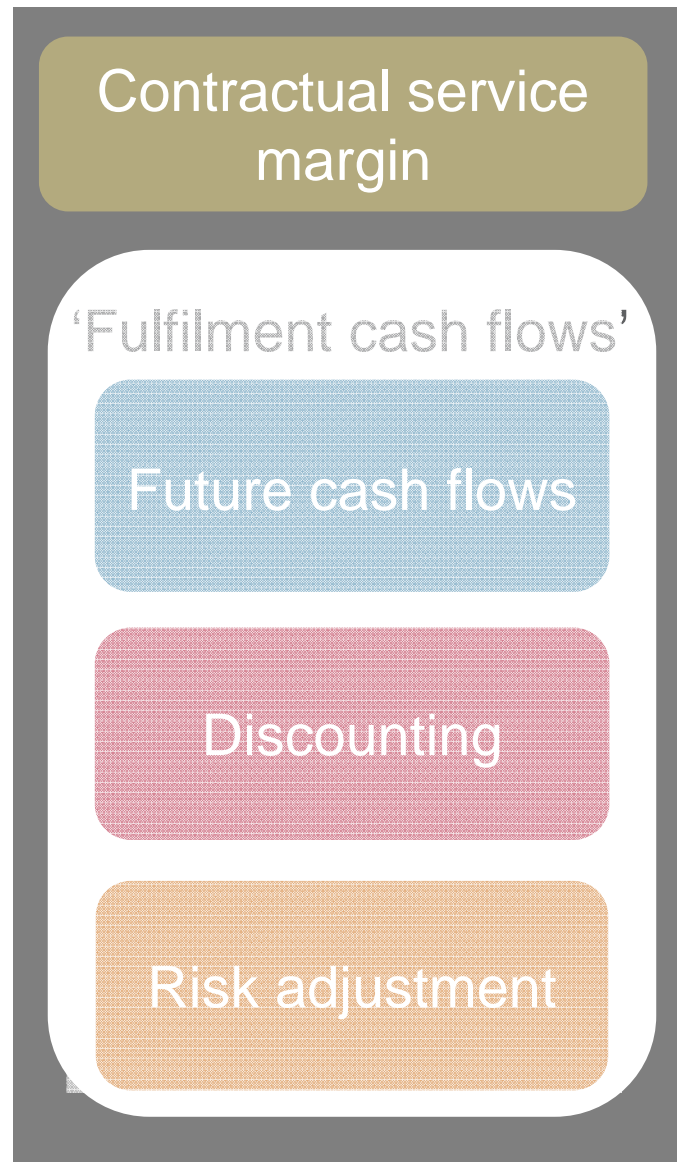 Contractual service
margin
‘Fulfilment cash flows’
Future cash flows
Discounting
Risk adjustment